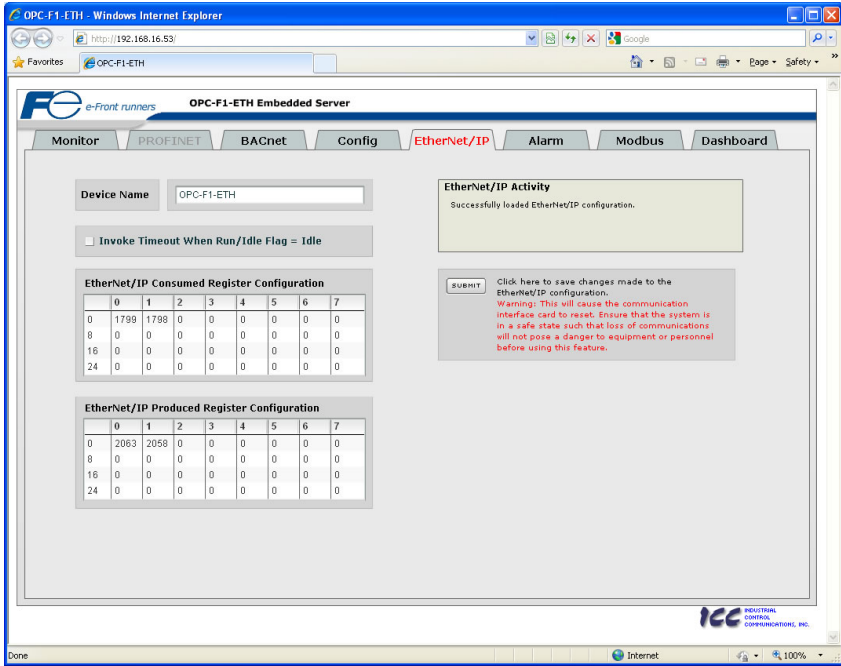 OPC-F1-ETH - Windows Internet Explorer
http://192.168.16.53/
Google
Favorites
OPC-F1-ETH
Page
Safety
»
Fe e-Front runners
OPC-F1-ETH Embedded Server
Monitor PROFINET BACnet Config EtherNet/IP Alarm Modbus Dashboard
Device Name
OPC-F1-ETH
Invoke Timeout When Run/Idle Flag = Idle
EtherNet/IP Consumed Register Configuration
0 1 2 3 4 5 6 7
0 1799 1798 0 0 0 0 0 0
8 0 0 0 0 0 0 0 0
16 0 0 0 0 0 0 0 0
24 0 0 0 0 0 0 0 0
EtherNet/IP Produced Register Configuration
0 1 2 3 4 5 6 7
0 2063 2058 0 0 0 0 0 0
8 0 0 0 0 0 0 0 0
16 0 0 0 0 0 0 0 0
24 0 0 0 0 0 0 0 0
EtherNet/IP Activity
Successfully loaded EtherNet/IP configuration.
SUBMIT
Click here to save changes made to the
EtherNet/IP configuration.
Warning: This will cause the communication
interface card to reset. Ensure that the system is
in a safe state such that loss of communications
will not pose a danger to equipment or personnel
before using this feature.
ICC
INDUSTRIAL
CONTROL
COMMUNICATIONS, INC.
Done
Internet
100%